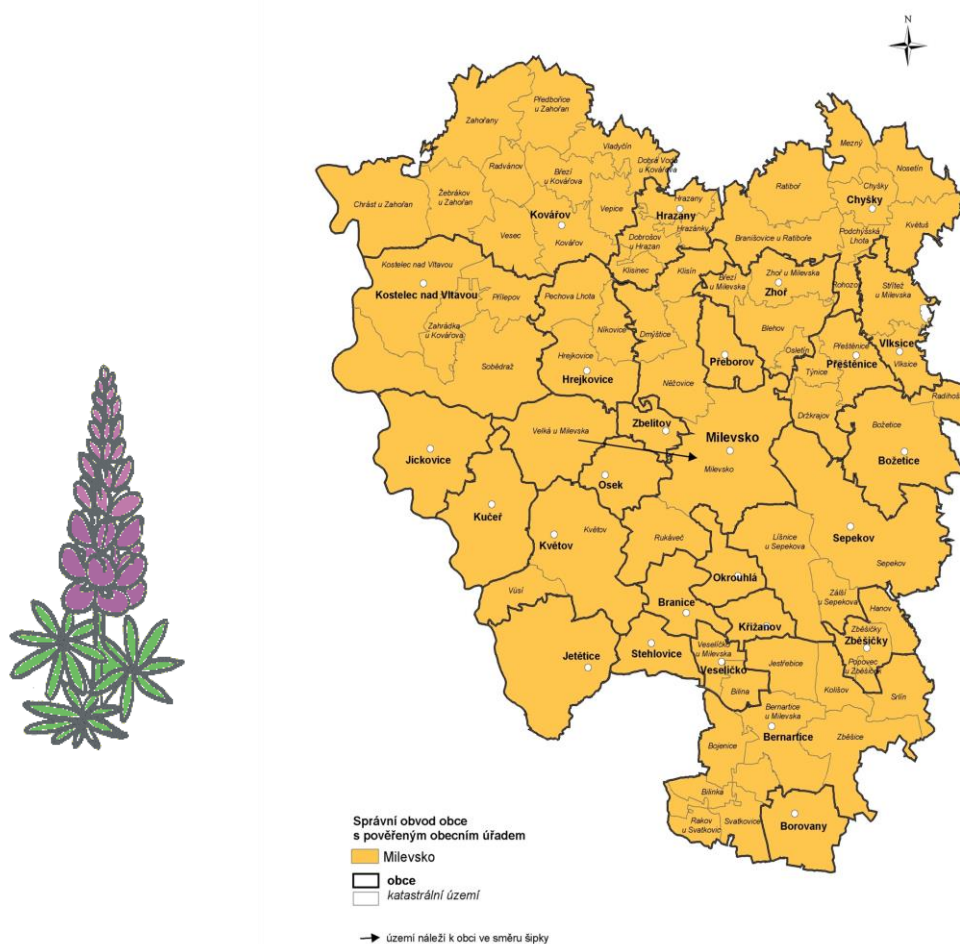 N
Předbořice
u Zahořan
Zahořany
Vladyčín
Dobrá Voda
u Kovářova
Radvánov
Březí
u Kovářova
Žebrákov
u Zahořan
Chrást u Zahořan
Vepice
Kovářov
Vesec
Kovářov
Hrazany
Hrazany
Hrazánky
Dobrošov
u Hrazan
Klisinec
Klisín
Mezný
Nosetín
Ratiboř
Chyšky
Chyšky
Květuš
Podchýšská
Lhota
Branišovice u Ratiboře
Kostelec nad Vltavou
Kostelec nad Vltavou
Přílepov
Zahrádka
u Kovářova
Sobědraž
Pechova Lhota
Níkovice
Hrejkovice
Hrejkovice
Dmýštice
Něžovice
Březí
u Milevska
Zhoř u Milevska
Zhoř
Rohozov
Střítež
u Milevska
Blehov
Osletín
Přeborov
Přeštěnice
Přeštěnice
Týnice
Držkrajov
Vlksice
Vlksice
Radihoš
Božetice
Božetice
Zbelítov
Velká u Milevska
Milevsko
Milevsko
Jickovice
Osek
Kučeř
Květov
Květov
Rukáveč
Líšnice
u Sepekova
Sepekov
Sepekov
Vůsí
Okrouhlá
Zálší
u Sepekova
Hanov
Branice
Křižanov
Zběšičky
Zběšičky
Jetětice
Stehlovice
Veselíčko
u Milevska
Veselíčko
Jestřebice
Popovec
u Zběšiček
Bilina
Kolišov
Srlín
Bernartice
u Milevska
Bernartice
Zběšice
Bojenice
Bilinka
Rakov
u Svatkovic
Svatkovice
Borovany
Správní obvod obce
s pověřeným obecním úřadem
Milevsko
obce
katastrální území
území náleží k obci ve směru šipky